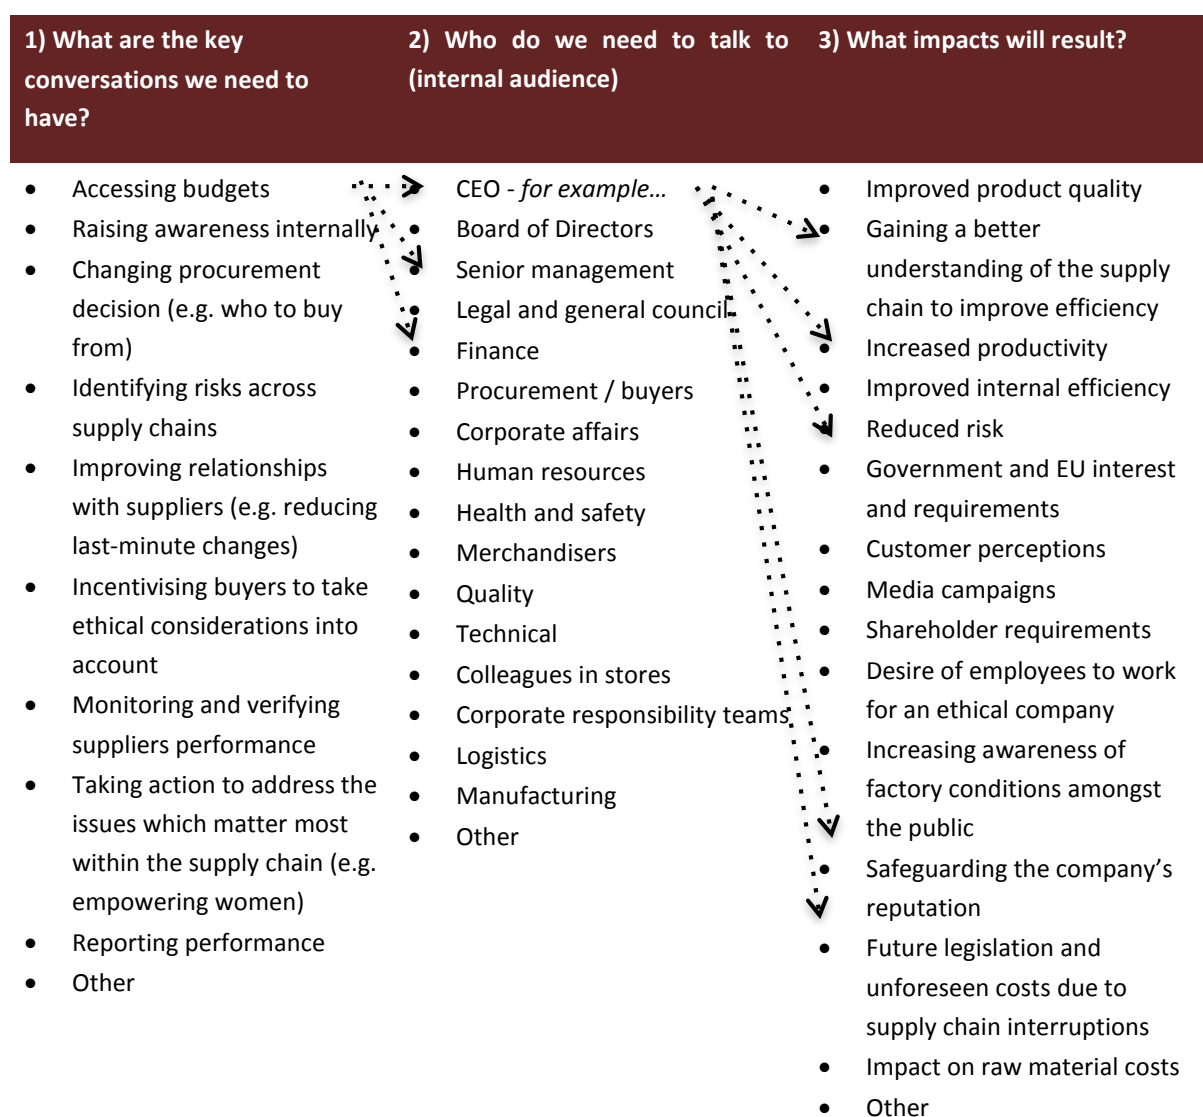 1) What are the key
conversations we need to
have?
2) Who do we need to talk to
(internal audience)
3) What impacts will result?
• Accessing budgets
• Raising awareness internally
• Changing procurement
decision (e.g. who to buy
from)
• Identifying risks across
supply chains
• Improving relationships
with suppliers (e.g. reducing
last-minute changes)
• Incentivising buyers to take
ethical considerations into
account
• Monitoring and verifying
suppliers performance
• Taking action to address the
issues which matter most
within the supply chain (e.g.
empowering women)
• Reporting performance
• Other
• CEO - for example…
• Board of Directors
• Senior management
• Legal and general council
• Finance
• Procurement / buyers
• Corporate affairs
• Human resources
• Health and safety
• Merchandisers
• Quality
• Technical
• Colleagues in stores
• Corporate responsibility teams
• Logistics
• Manufacturing
• Other
• Improved product quality
• Gaining a better
understanding of the supply
chain to improve efficiency
• Increased productivity
• Improved internal efficiency
• Reduced risk
• Government and EU interest
and requirements
• Customer perceptions
• Media campaigns
• Shareholder requirements
• Desire of employees to work
for an ethical company
• Increasing awareness of
factory conditions amongst
the public
• Safeguarding the company’s
reputation
• Future legislation and
unforeseen costs due to
supply chain interruptions
• Impact on raw material costs
• Other